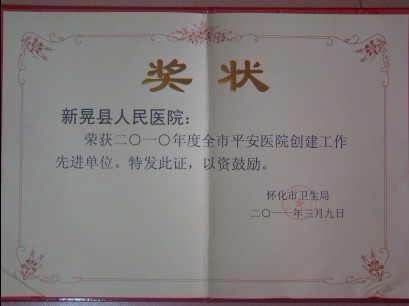 奖状
新晃县人民医院：
荣获二〇一〇年度全市平安医院创建工作
先进单位。特发此证，以资鼓励。
怀化市卫生局
二〇一一年三月九日